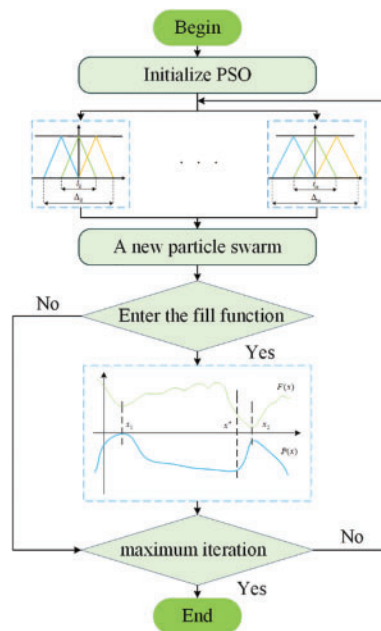 Begin
Initialize PSO
. . .
A new particle swarm
No
Enter the fill function
Yes
F(x)
x*
P(x)
maximum iteration
No
Yes
End